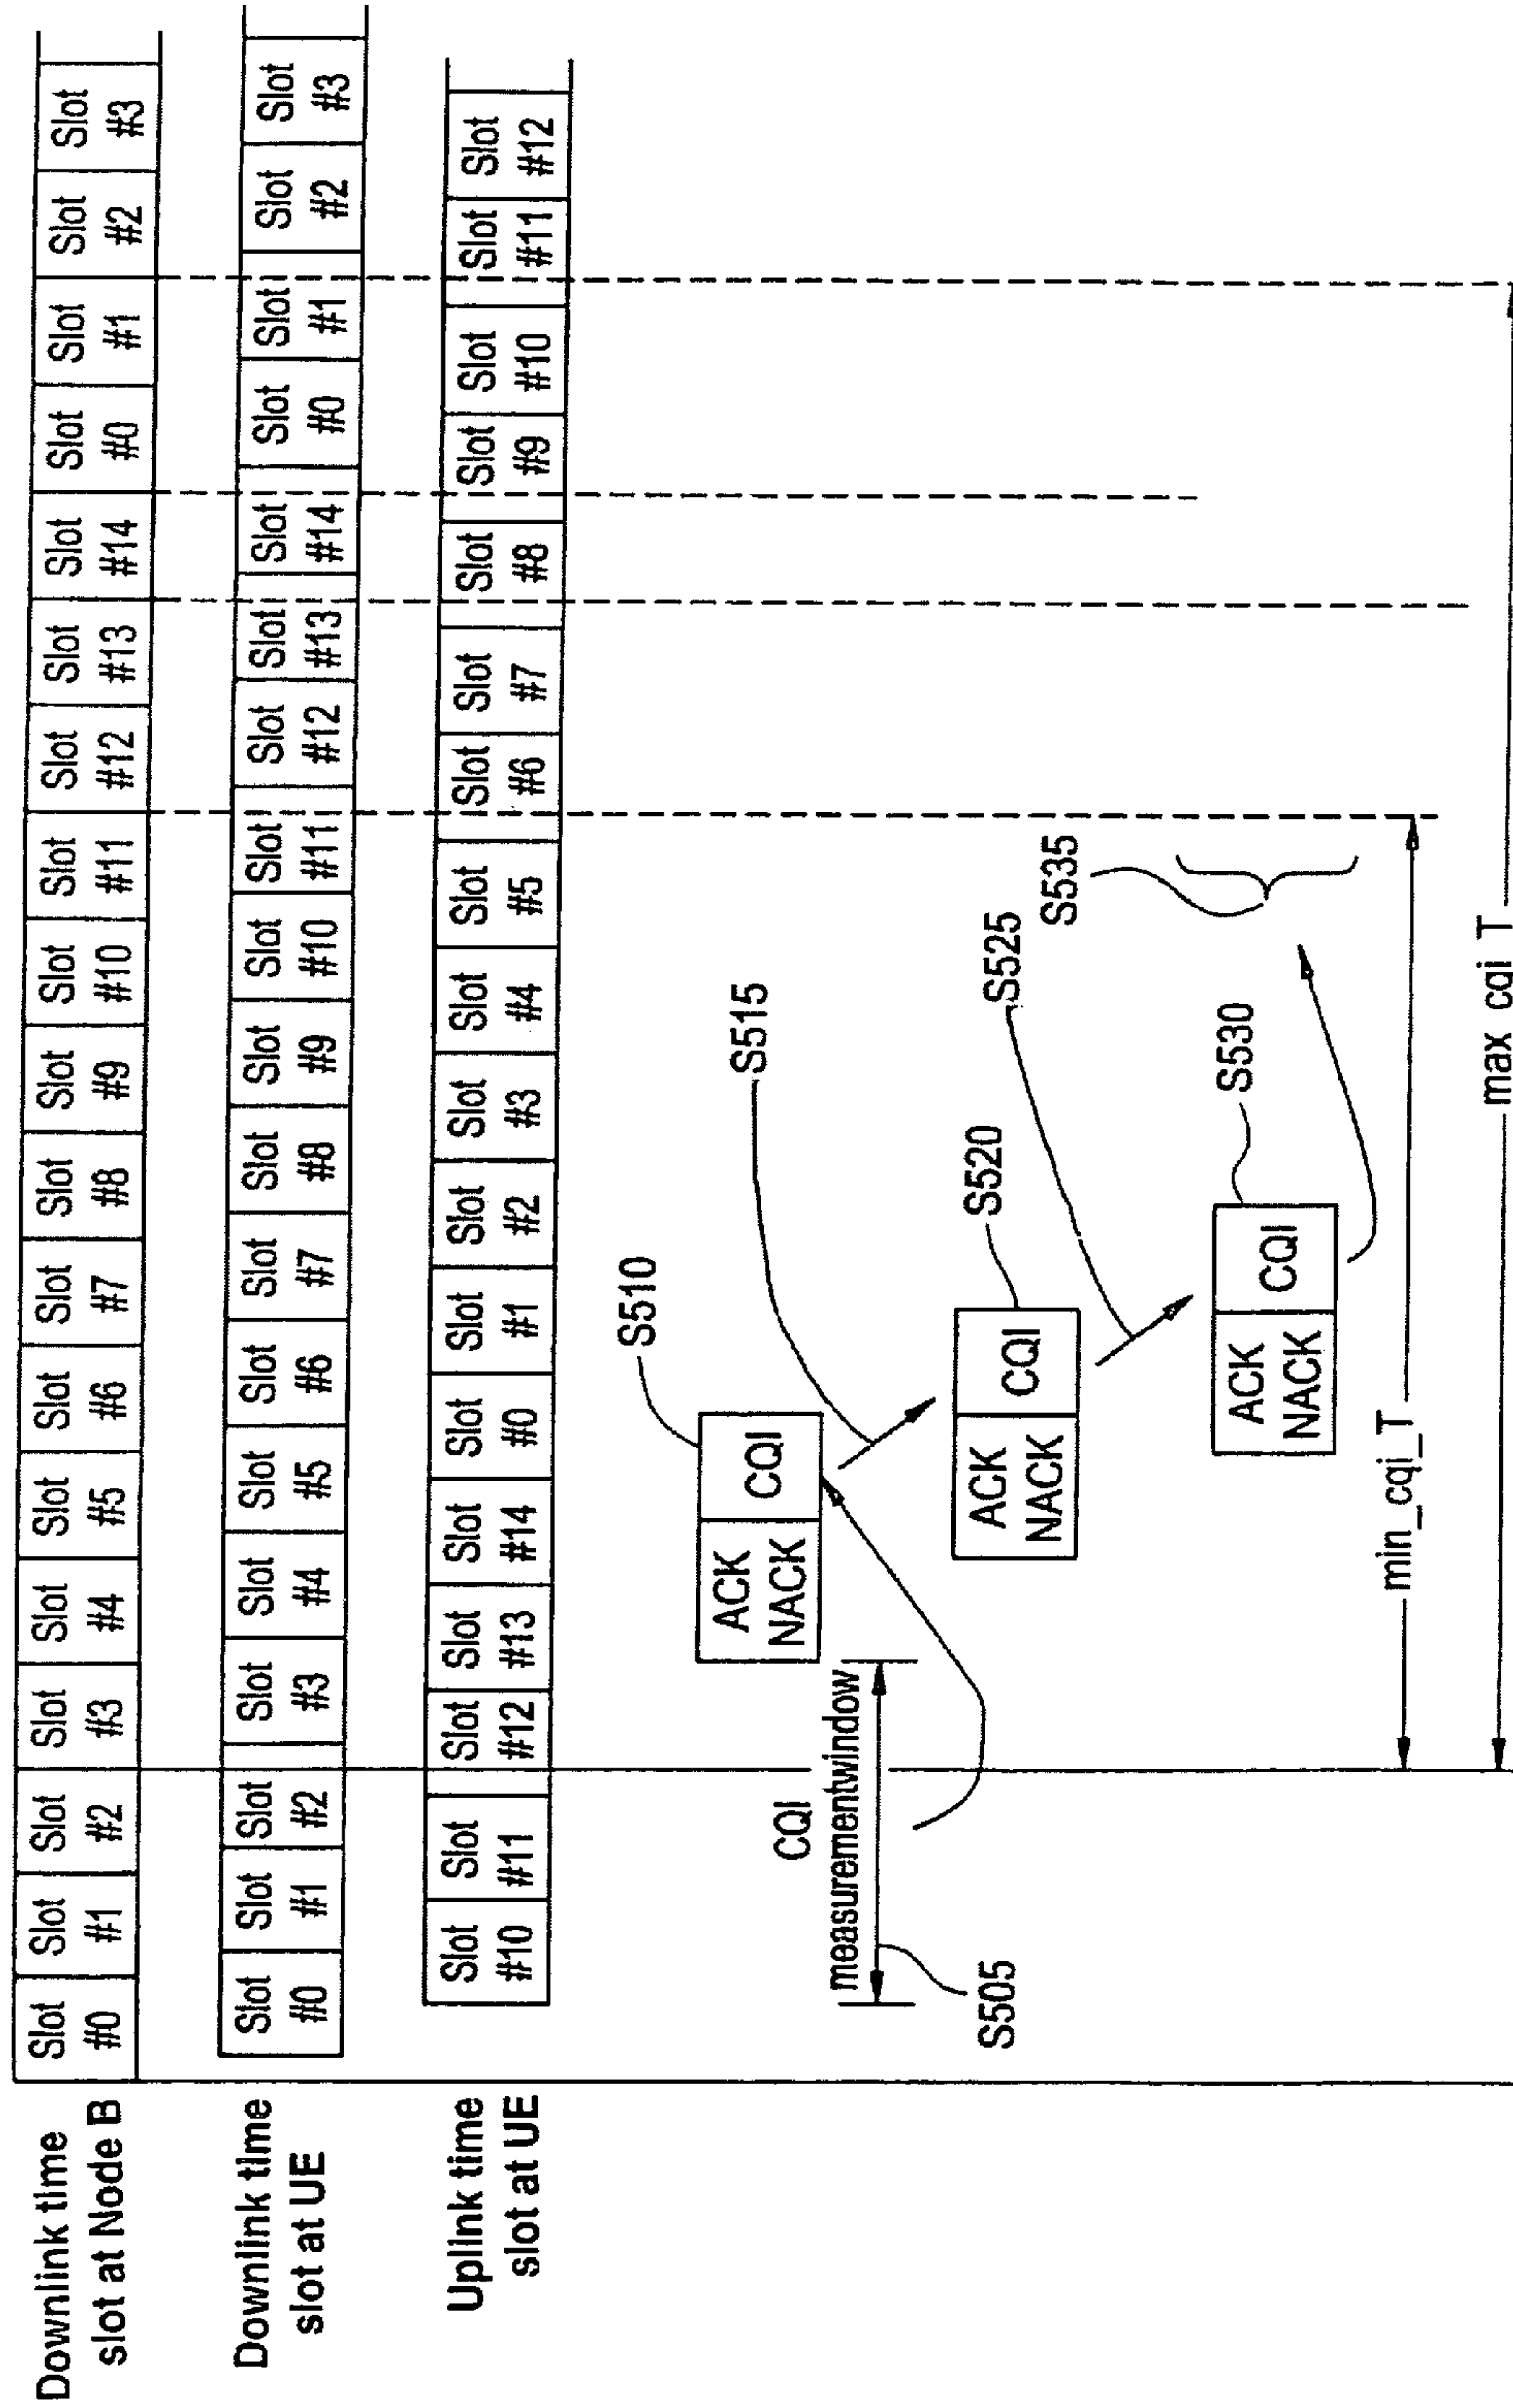 Downlink time
slot at Node B
Slot #0
Slot #1
Slot #2
Slot #3
Slot #4
Slot #5
Slot #6
Slot #7
Slot #8
Slot #9
Slot #10
Slot #11
Slot #12
Slot #13
Slot #14
Slot #0
Slot #1
Slot #2
Slot #3
Downlink time
slot at UE
Slot #0
Slot #1
Slot #2
Slot #3
Slot #4
Slot #5
Slot #6
Slot #7
Slot #8
Slot #9
Slot #10
Slot #11
Slot #12
Slot #13
Slot #14
Slot #0
Slot #1
Slot #2
Slot #3
Uplink time
slot at UE
Slot #10
Slot #11
Slot #12
Slot #13
Slot #14
Slot #0
Slot #1
Slot #2
Slot #3
Slot #4
Slot #5
Slot #6
Slot #7
Slot #8
Slot #9
Slot #10
Slot #11
Slot #12
S510
ACK
NACK
CQI
S515
CQI
measurementwindow
S505
S520
ACK
NACK
CQI
S525
S535
S530
ACK
NACK
CQI
min_cqi_T
max cqi T